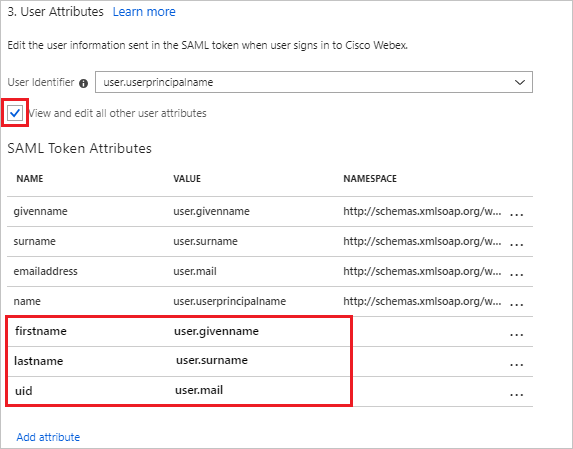 3. User Attributes Learn more
Edit the user information sent in the SAML token when user signs in to Cisco Webex.
User Identifier user.userprincipalname
View and edit all other user attributes
SAML Token Attributes
NAME VALUE NAMESPACE
givenname user.givenname http://schemas.xmlsoap.org/w... ...
surname user.surname http://schemas.xmlsoap.org/w... ...
emailaddress user.mail http://schemas.xmlsoap.org/w... ...
name user.userprincipalname http://schemas.xmlsoap.org/w... ...
firstname user.givenname ...
lastname user.surname ...
uid user.mail ...
Add attribute